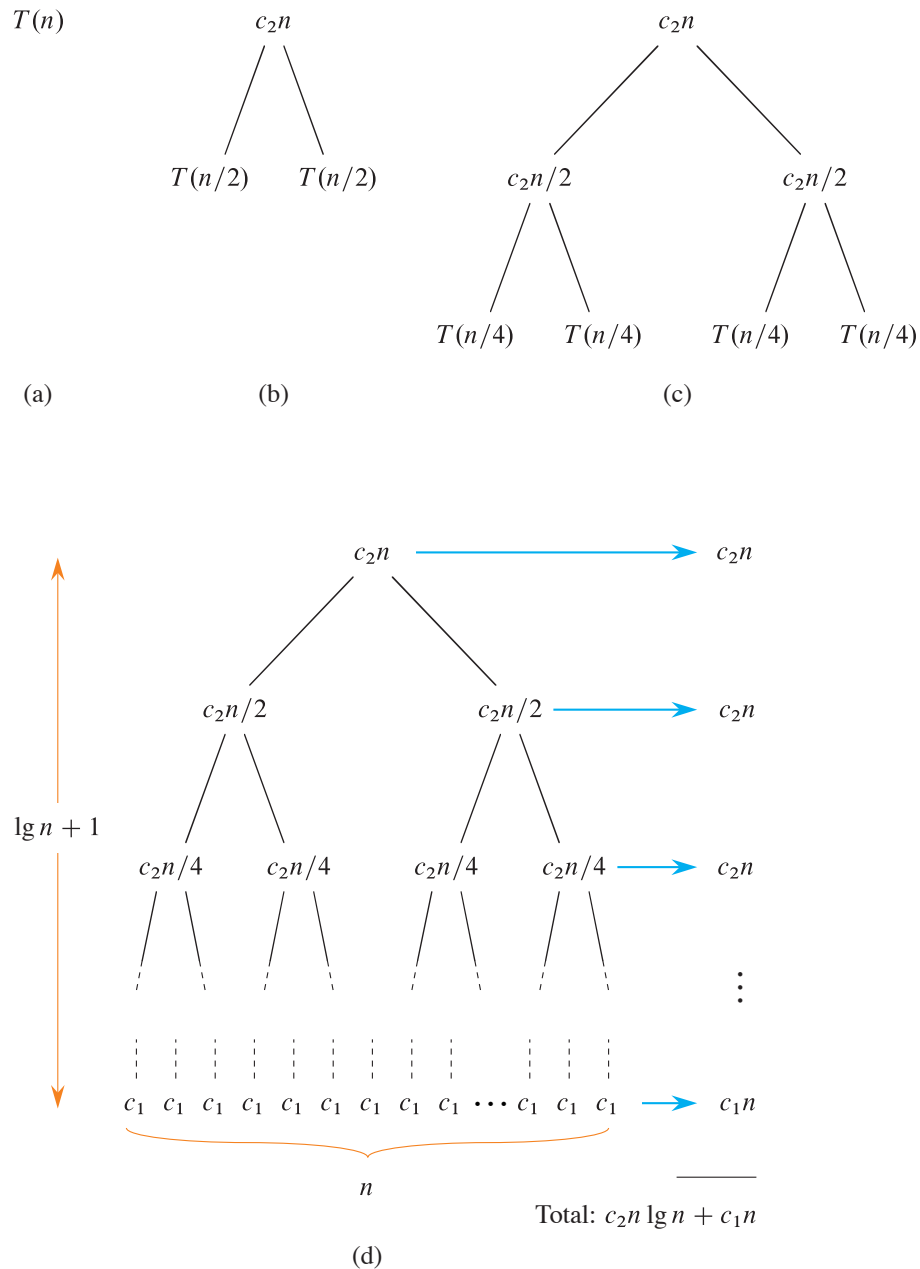 T(n) c₂n c₂n
T(n/2) T(n/2) c₂n/2 c₂n/2
T(n/4) T(n/4) T(n/4) T(n/4)
(a) (b) (c)
c₂n c₂n
c₂n/2 c₂n/2 c₂n
lg n + 1
c₂n/4 c₂n/4 c₂n/4 c₂n/4 c₂n
⋮
c₁ c₁ c₁ c₁ c₁ c₁ c₁ c₁ c₁ ⋯ c₁ c₁ c₁ c₁n
n
Total: c₂n lg n + c₁n
(d)